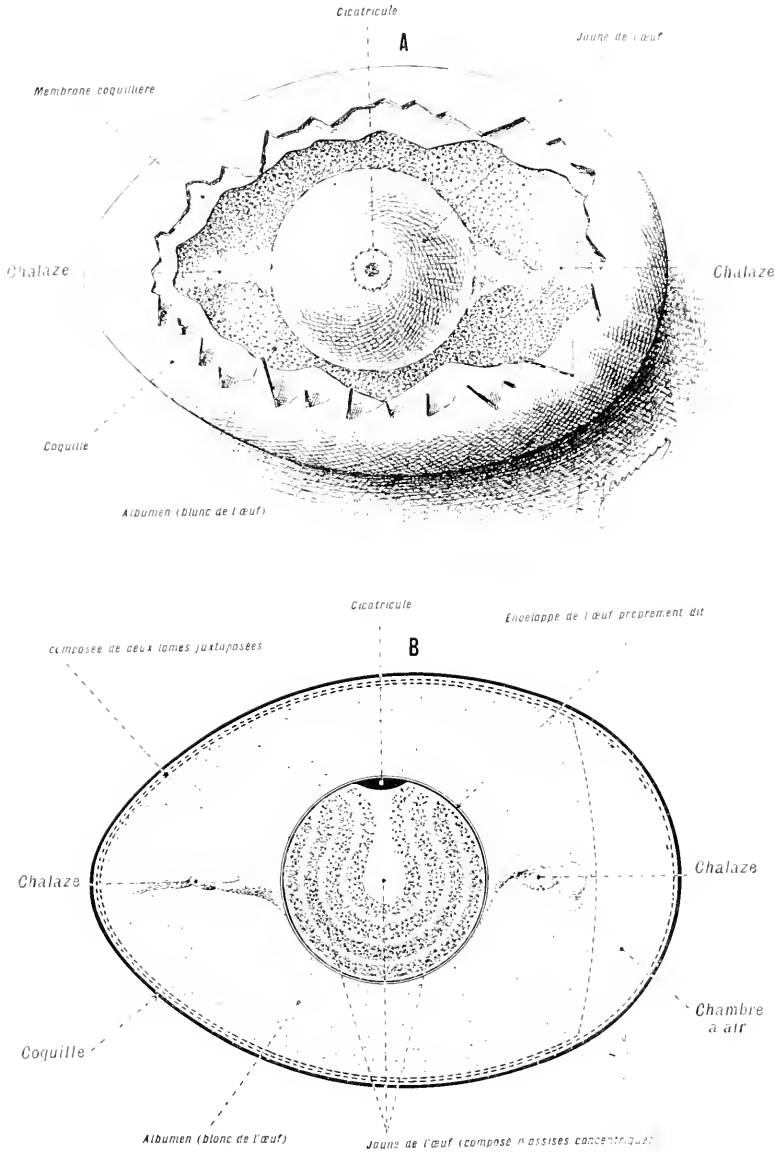 Cicatricule
A
Jaune de l'œuf
Membrane coquillière
Chalaze
Chalaze
Coquille
Albumen (blanc de l'œuf)
Cicatricule
Enveloppe de l'œuf proprement dit
B
composée de deux lames juxtaposées
Chalaze
Chalaze
Chambre
a air
Coquille
Albumen (blanc de l'œuf)
Jaune de l'œuf (composé d'assises concentriques